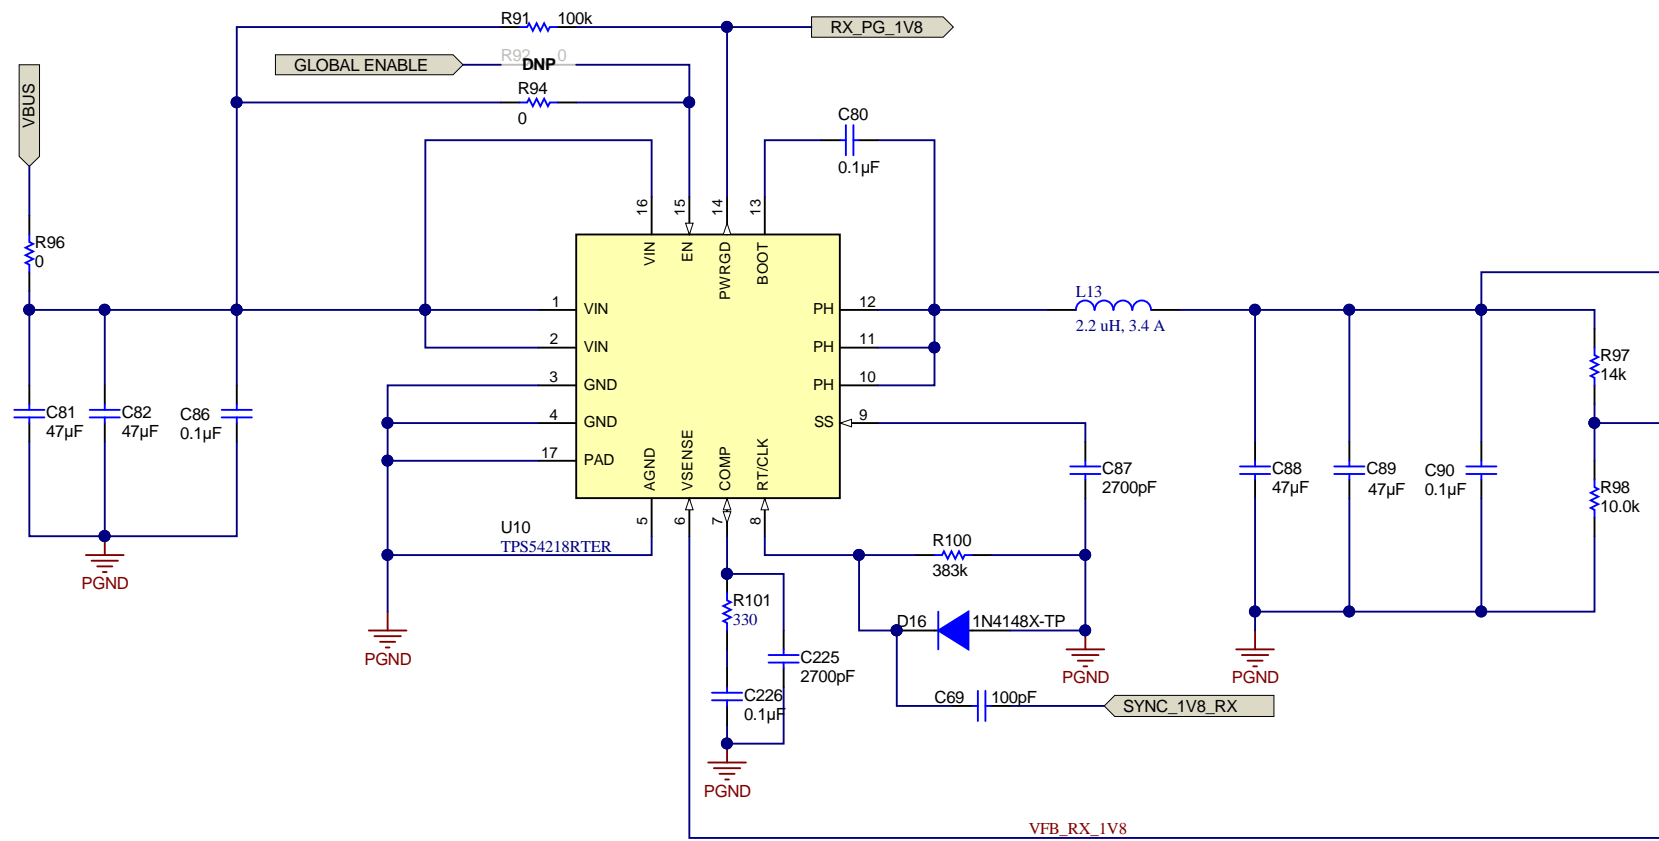 R91 100k
RX_PG_1V8
GLOBAL ENABLE
R92 0
DNP
R94
0
VBUS
C80
0.1µF
R96
0
16
15
14
13
VIN
EN
PWRGD
BOOT
1 VIN
2 VIN
3 GND
4 GND
17 PAD
PH 12
PH 11
PH 10
SS 9
AGND
VSENSE
COMP
RT/CLK
5
6
7
8
U10
TPS54218RTER
L13
2.2 uH, 3.4 A
R97
14k
R98
10.0k
C81
47µF
C82
47µF
C86
0.1µF
PGND
PGND
C87
2700pF
C88
47µF
C89
47µF
C90
0.1µF
R100
383k
D16 1N4148X-TP
PGND
PGND
R101
330
C225
2700pF
C226
0.1µF
PGND
C69 100pF
SYNC_1V8_RX
VFB_RX_1V8